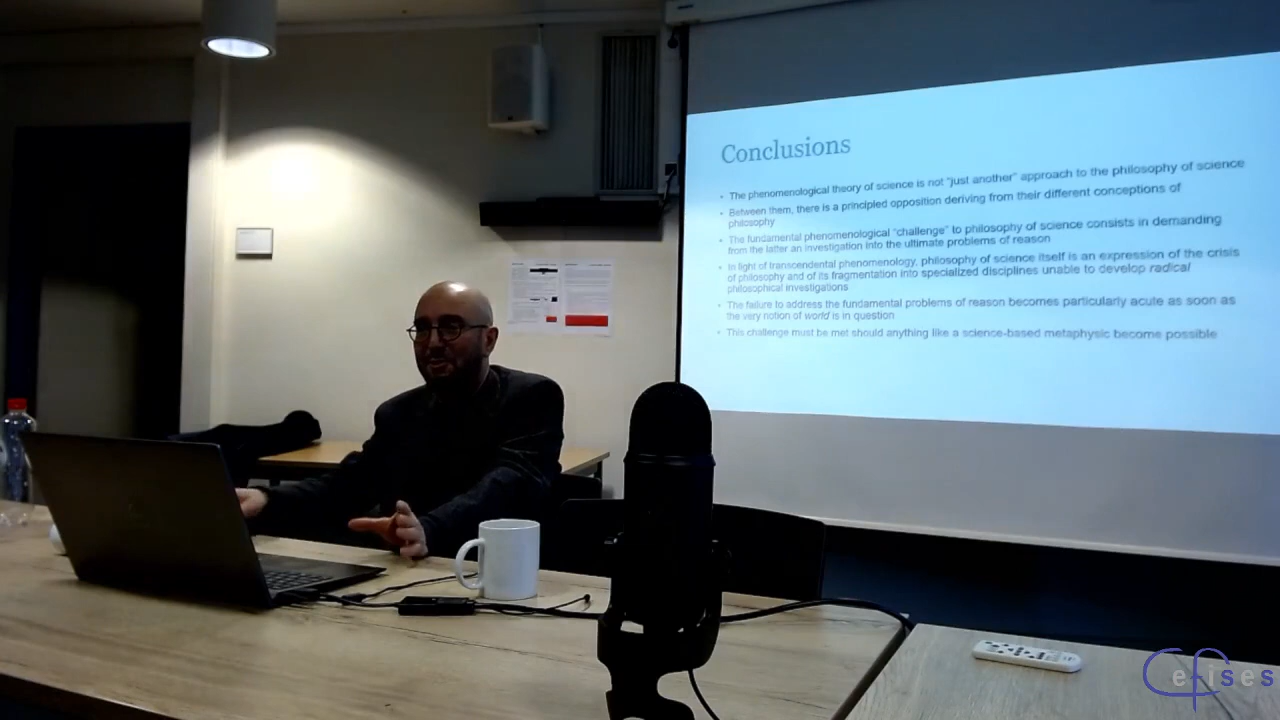 Conclusions
• The phenomenological theory of science is not "just another" approach to the philosophy of science
• Between them, there is a principled opposition deriving from their different conceptions of
philosophy
• The fundamental phenomenological "challenge" to philosophy of science consists in demanding
from the latter an investigation into the ultimate problems of reason
• In light of transcendental phenomenology, philosophy of science itself is an expression of the crisis
of philosophy and of its fragmentation into specialized disciplines unable to develop radical
philosophical investigations
• The failure to address the fundamental problems of reason becomes particularly acute as soon as
the very notion of world is in question
• This challenge must be met should anything like a science-based metaphysic become possible
Cefises